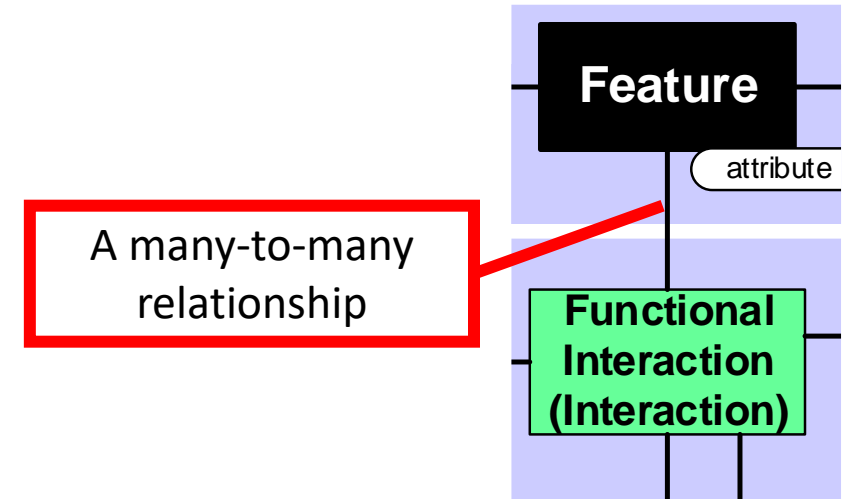 Feature
attribute
A many-to-many
relationship
Functional
Interaction
(Interaction)